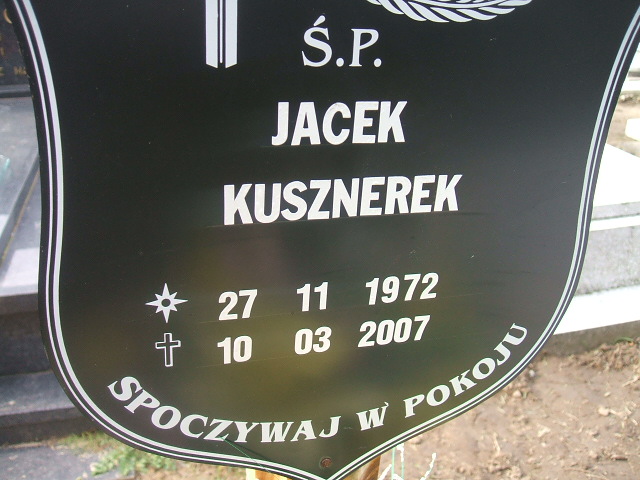 Ś.P.
JACEK
KUSZNEREK
27 11 1972
10 03 2007
SPOCZYWAJ W POKOJU